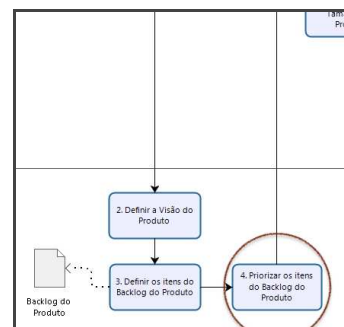 2. Definir a Visão do
Produto
3. Definir os itens do
Backlog do Produto
4. Priorizar os itens
do Backlog do
Produto
Backlog do
Produto